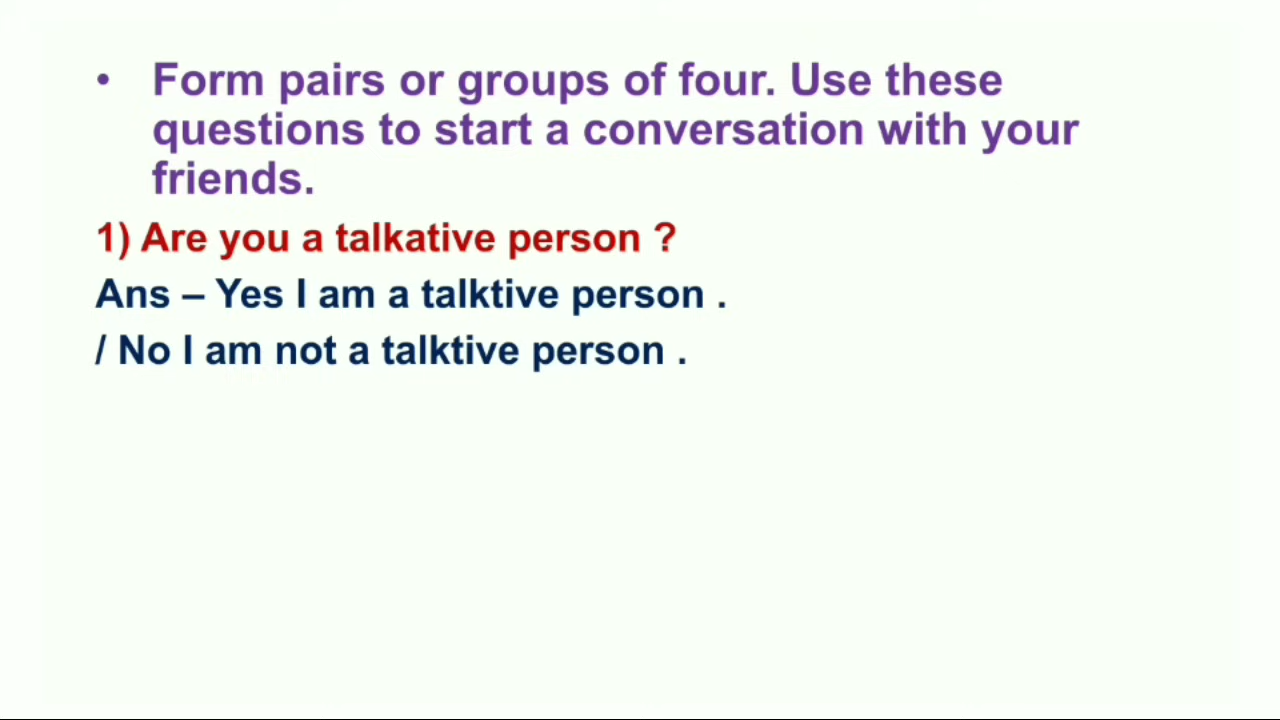 • Form pairs or groups of four. Use these
questions to start a conversation with your
friends.
1) Are you a talkative person ?
Ans – Yes I am a talktive person .
/ No I am not a talktive person .